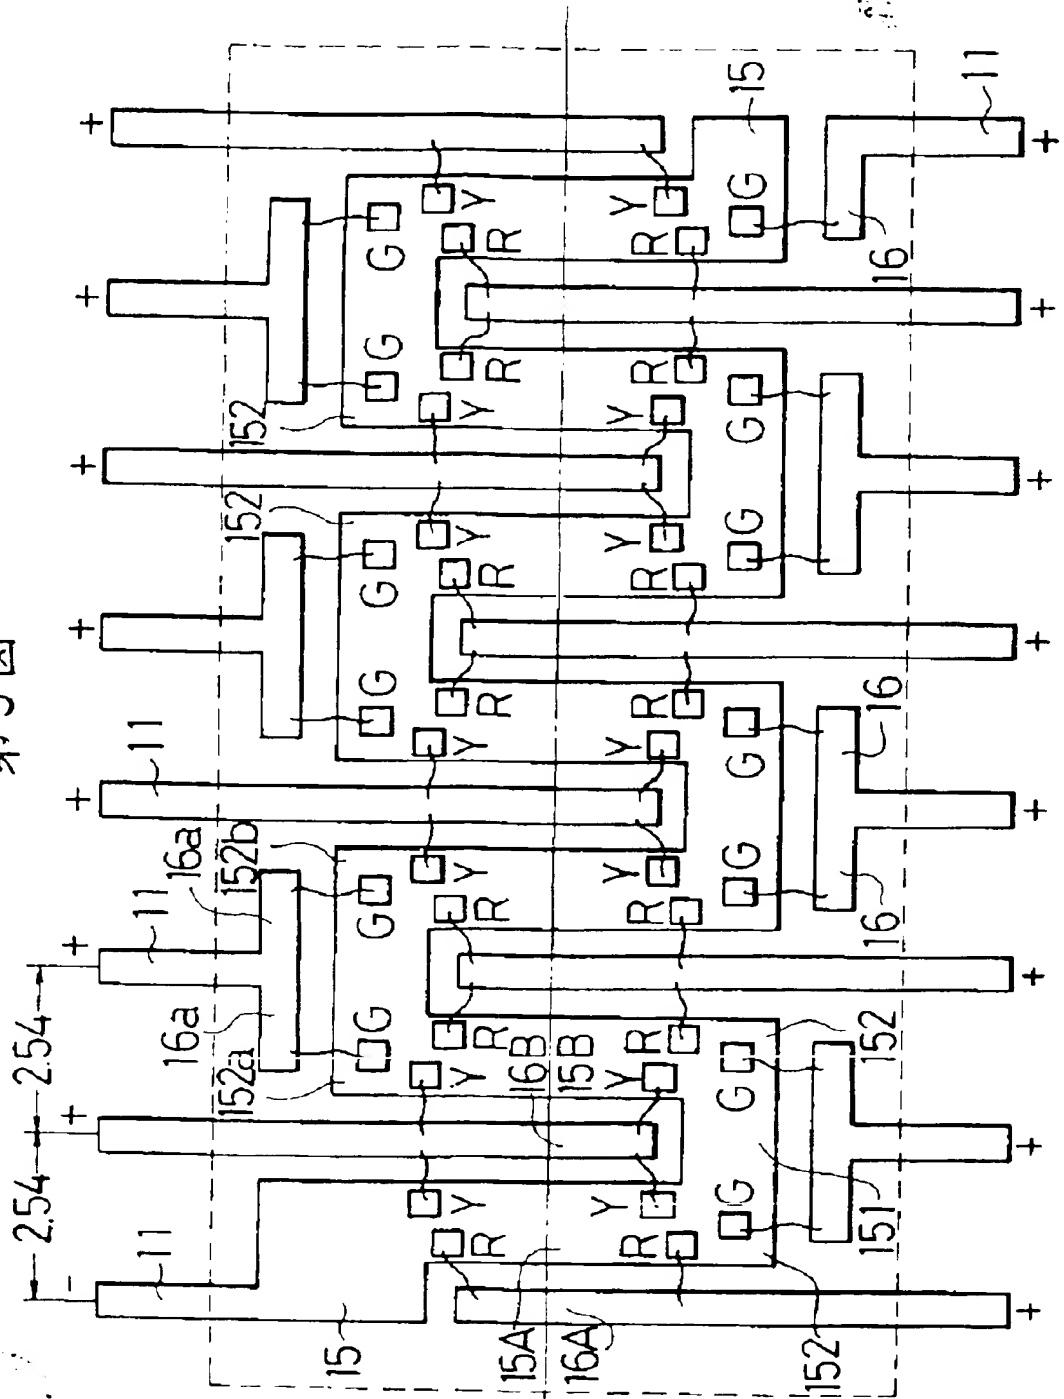 第 5 図
2.54
2.54
-
+
+
+
+
+
+
+
+
11
11
11
16a
16a
152a
152b
152
152
15
G
G
G
G
G
G
Y
Y
Y
Y
Y
Y
Y
Y
R
R
R
R
R
R
R
15A
16A
16B
15B
Y
Y
Y
Y
Y
Y
Y
Y
R
R
R
R
R
R
R
G
G
G
G
G
G
G
15
11
16
16
16
152
151
152
+
+
+
+
+
+
+
+
+